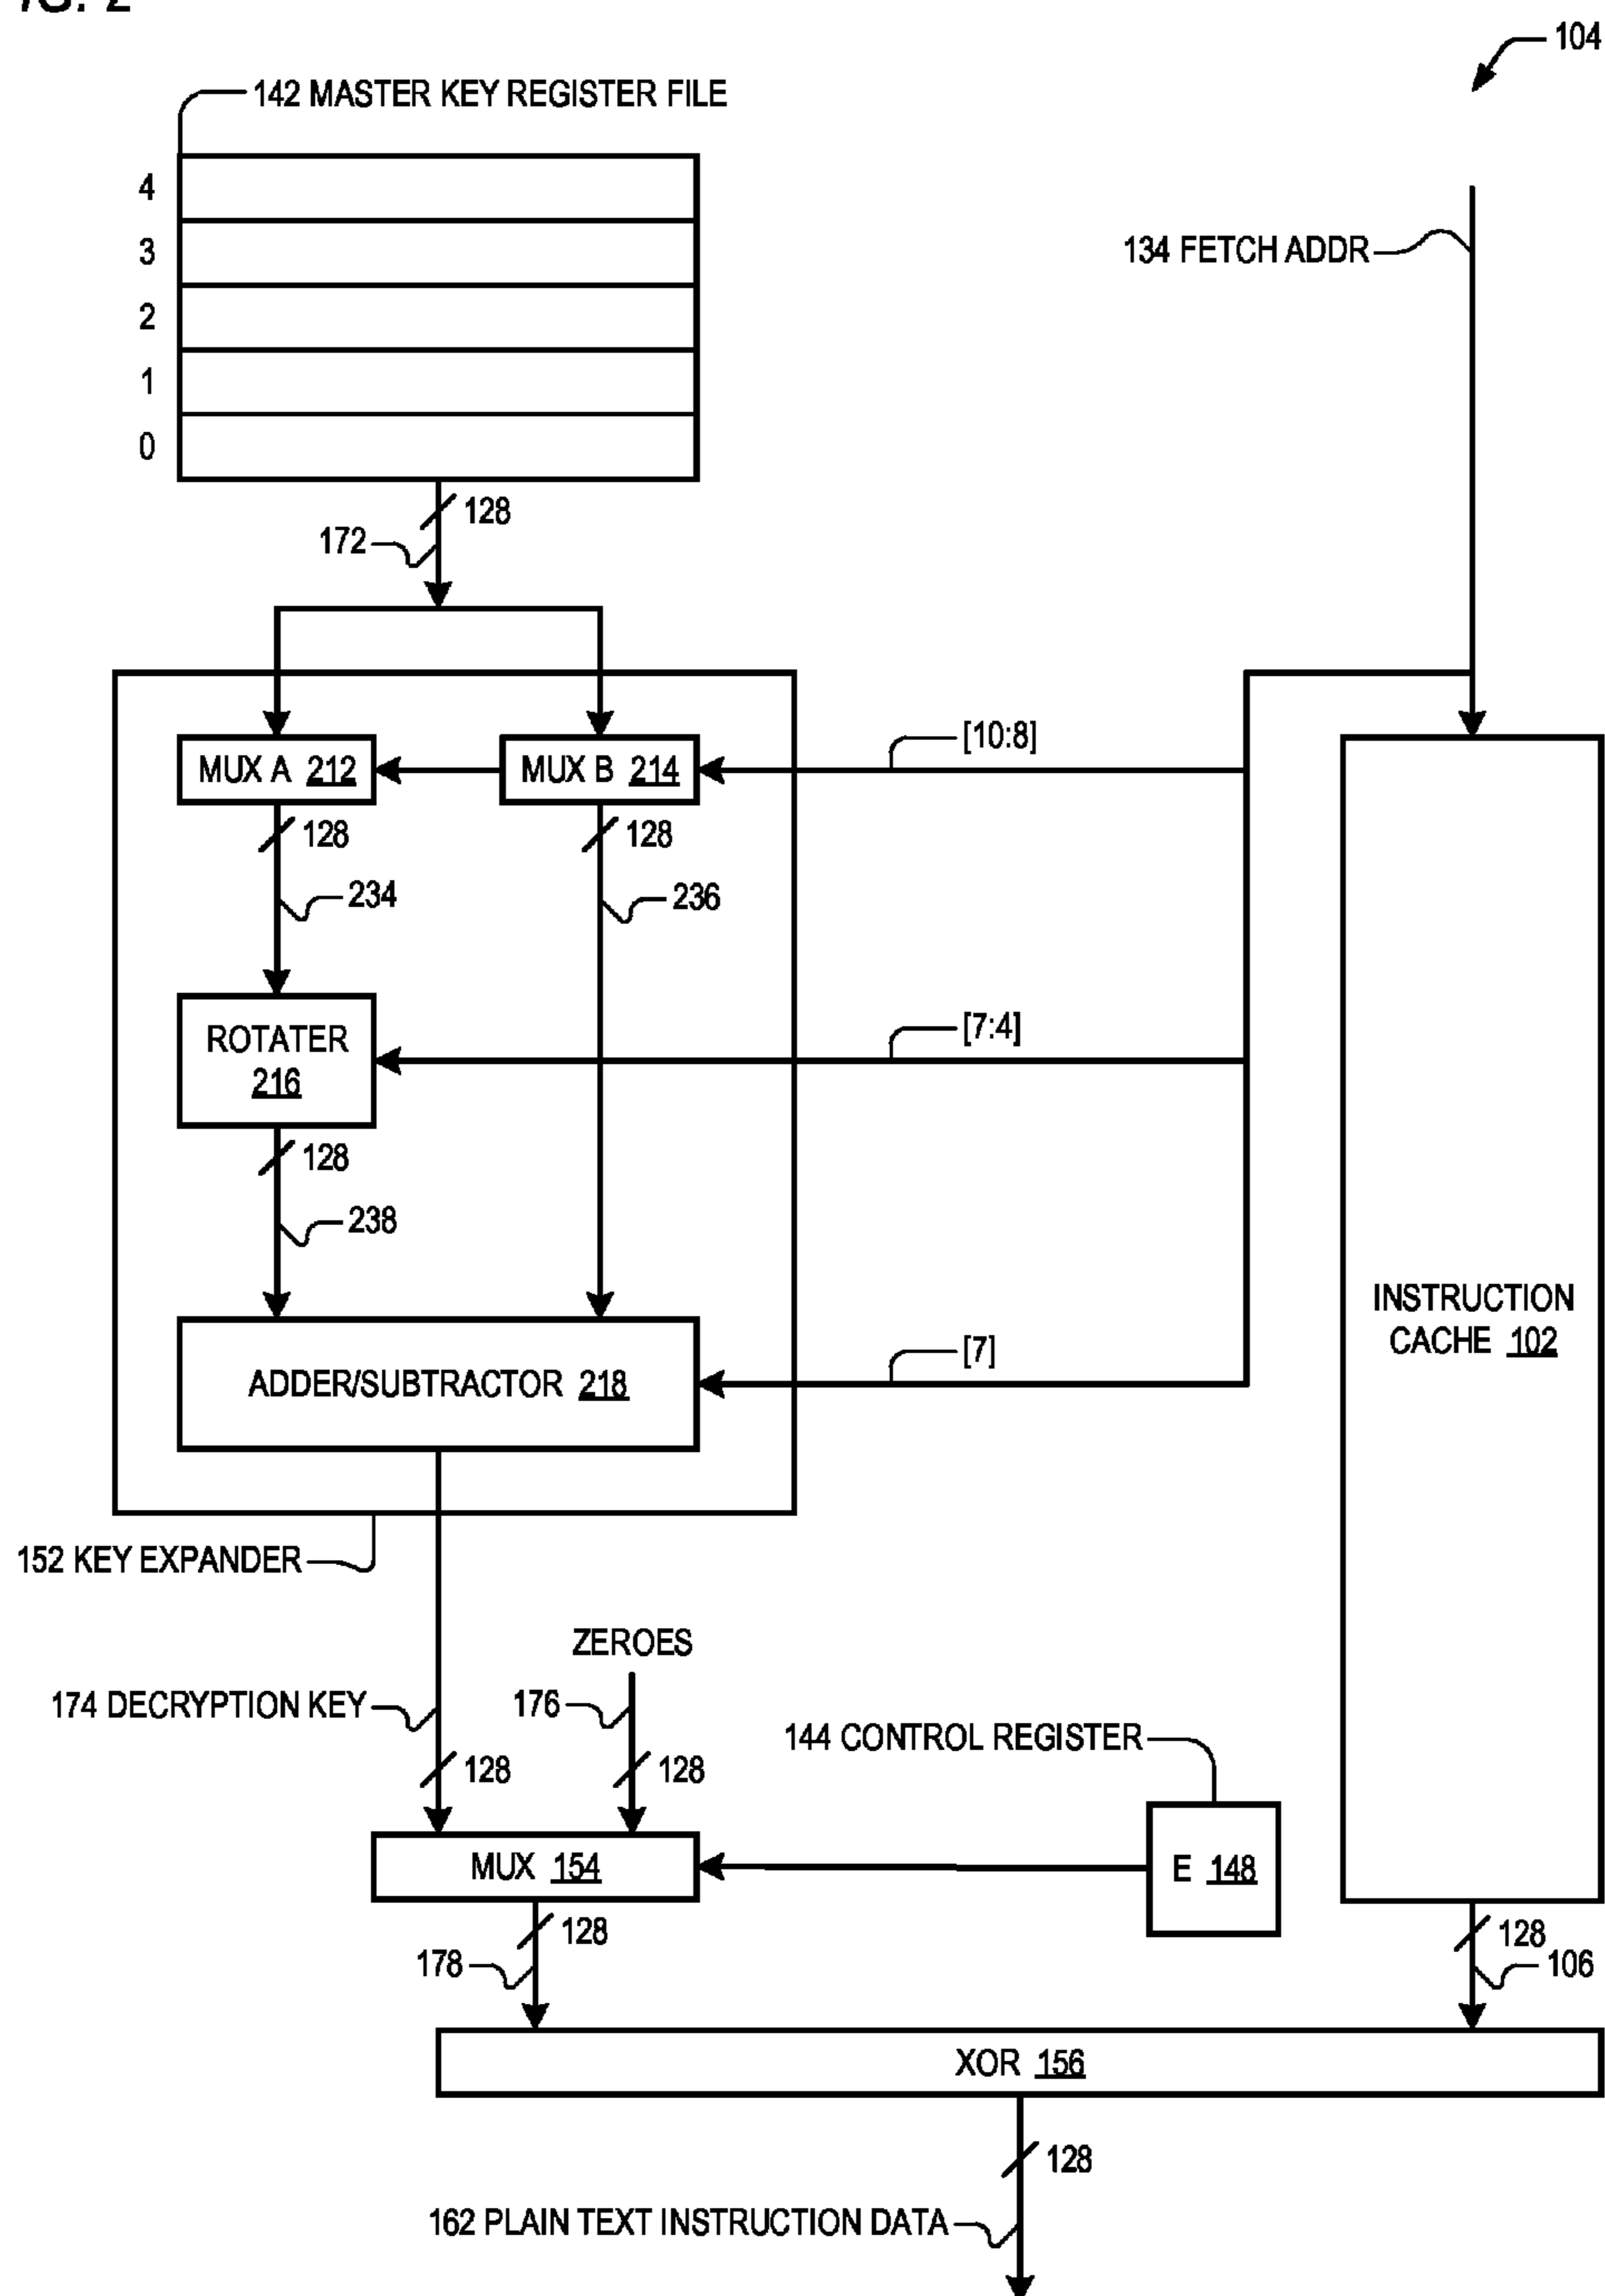 104
142 MASTER KEY REGISTER FILE
4
3
134 FETCH ADDR
2
1
0
128
172
[10:8]
MUX A 212
MUX B 214
128
128
234
236
[7:4]
ROTATER
216
128
238
INSTRUCTION
CACHE 102
[7]
ADDER/SUBTRACTOR 218
152 KEY EXPANDER
ZEROES
174 DECRYPTION KEY
176
144 CONTROL REGISTER
128
128
MUX 154
E 148
128
178
128
106
XOR 156
128
162 PLAIN TEXT INSTRUCTION DATA